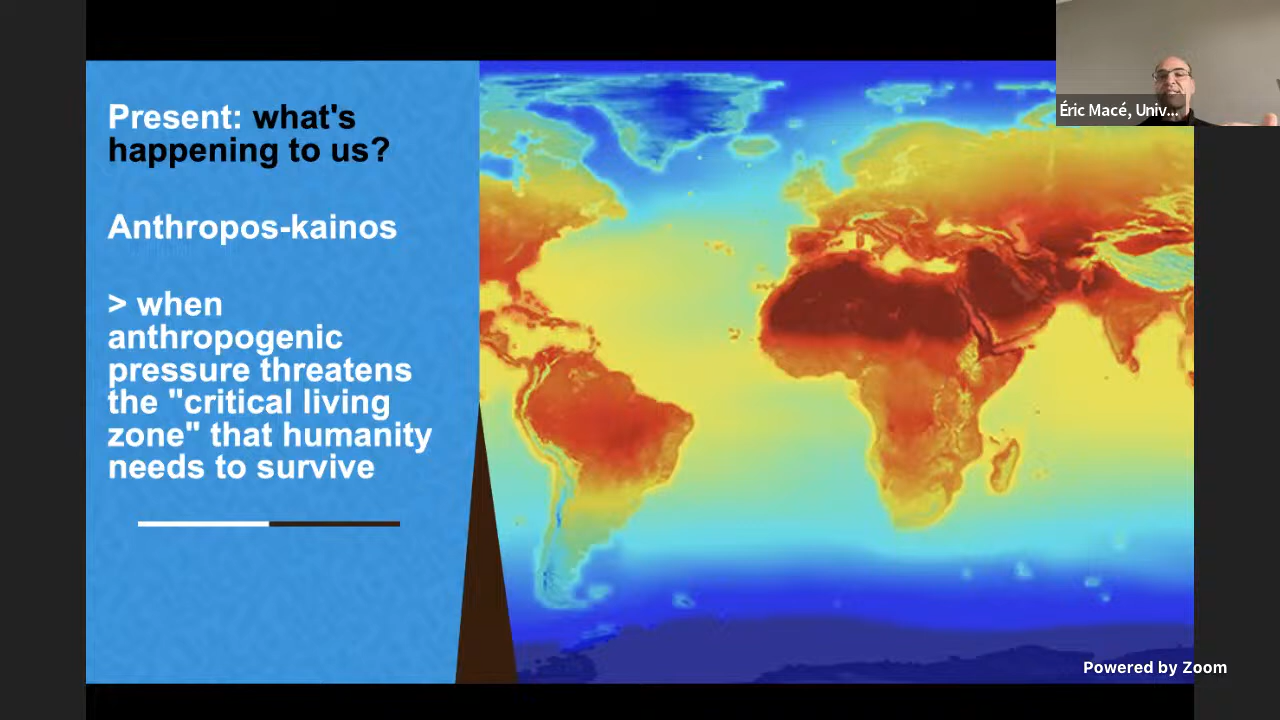 Present: what's
happening to us?
Anthropos-kainos
> when
anthropogenic
pressure threatens
the "critical living
zone" that humanity
needs to survive
Éric Macé, Univ...
Powered by Zoom